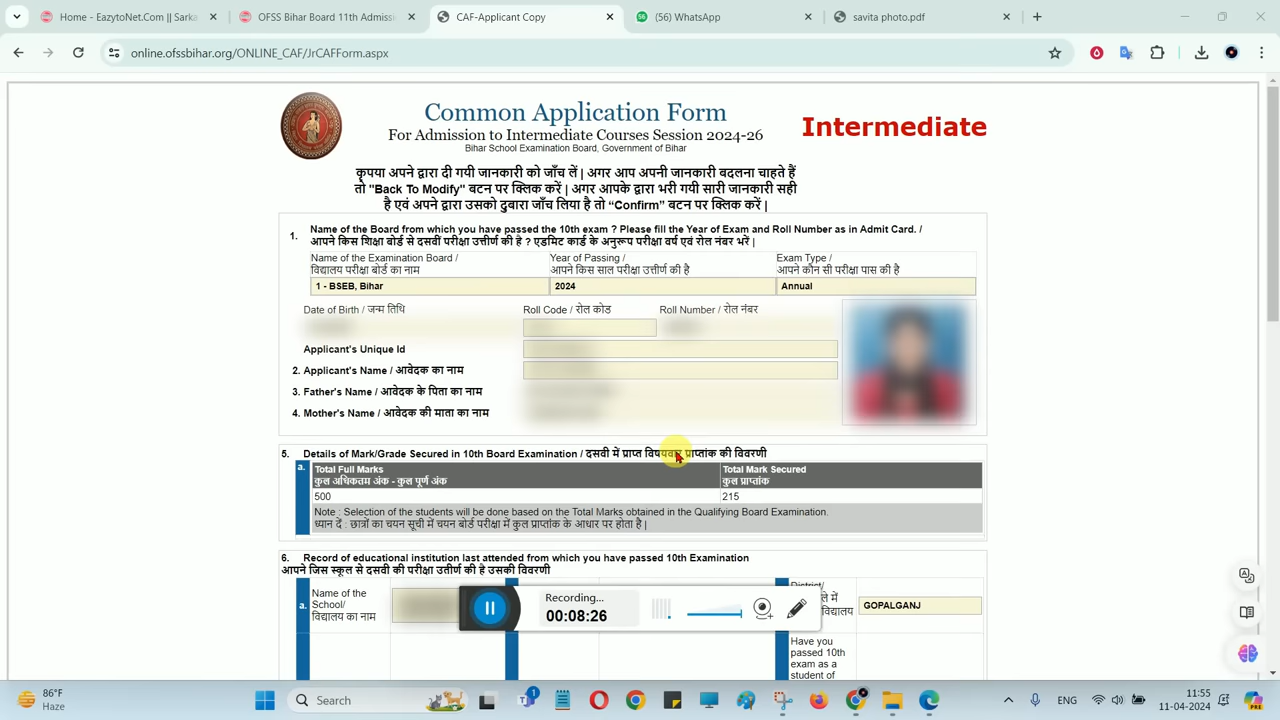 Home - EazytoNet.Com || Sarka
OFSS Bihar Board 11th Admissi
CAF-Applicant Copy
(56) WhatsApp
savita photo.pdf
online.ofssbihar.org/ONLINE_CAF/JrCAFForm.aspx
Common Application Form
Intermediate
For Admission to Intermediate Courses Session 2024-26
Bihar School Examination Board, Government of Bihar
कृपया अपने द्वारा दी गयी जानकारी को जाँच लें | अगर आप अपनी जानकारी बदलना चाहते हैं
तो "Back To Modify" बटन पर क्लिक करें | अगर आपके द्वारा भरी गयी सारी जानकारी सही
है एवं अपने द्वारा उसको दुबारा जाँच लिया है तो “Confirm” बटन पर क्लिक करें |
1. Name of the Board from which you have passed the 10th exam ? Please fill the Year of Exam and Roll Number as in Admit Card. /
आपने किस शिक्षा बोर्ड से दसवीं परीक्षा उत्तीर्ण की है ? एडमिट कार्ड के अनुरूप परीक्षा वर्ष एवं रोल नंबर भरें |
Name of the Examination Board / Year of Passing / Exam Type /
विद्यालय परीक्षा बोर्ड का नाम आपने किस साल परीक्षा उत्तीर्ण की है आपने कौन सी परीक्षा पास की है
1 - BSEB, Bihar 2024 Annual
Date of Birth / जन्म तिथि Roll Code / रोल कोड Roll Number / रोल नंबर
Applicant's Unique Id
2. Applicant's Name / आवेदक का नाम
3. Father's Name / आवेदक के पिता का नाम
4. Mother's Name / आवेदक की माता का नाम
5. Details of Mark/Grade Secured in 10th Board Examination / दसवी में प्राप्त विषयवार प्राप्तांक की विवरणी
a. Total Full Marks Total Mark Secured
कुल अधिकतम अंक - कुल पूर्ण अंक कुल प्राप्तांक
500 215
Note : Selection of the students will be done based on the Total Marks obtained in the Qualifying Board Examination.
ध्यान दें : छात्रों का चयन सूची में चयन बोर्ड परीक्षा में कुल प्राप्तांक के आधार पर होता है |
6. Record of educational institution last attended from which you have passed 10th Examination
आपने जिस स्कूल से दसवी की परीक्षा उतीर्ण की है उसकी विवरणी
a. Name of the
School/
विद्यालय का नाम
District/
ले में
विद्यालय
GOPALGANJ
Recording...
00:08:26
Have you
passed 10th
exam as a
student of
86°F
Haze
Search
1
ENG
11:55
11-04-2024